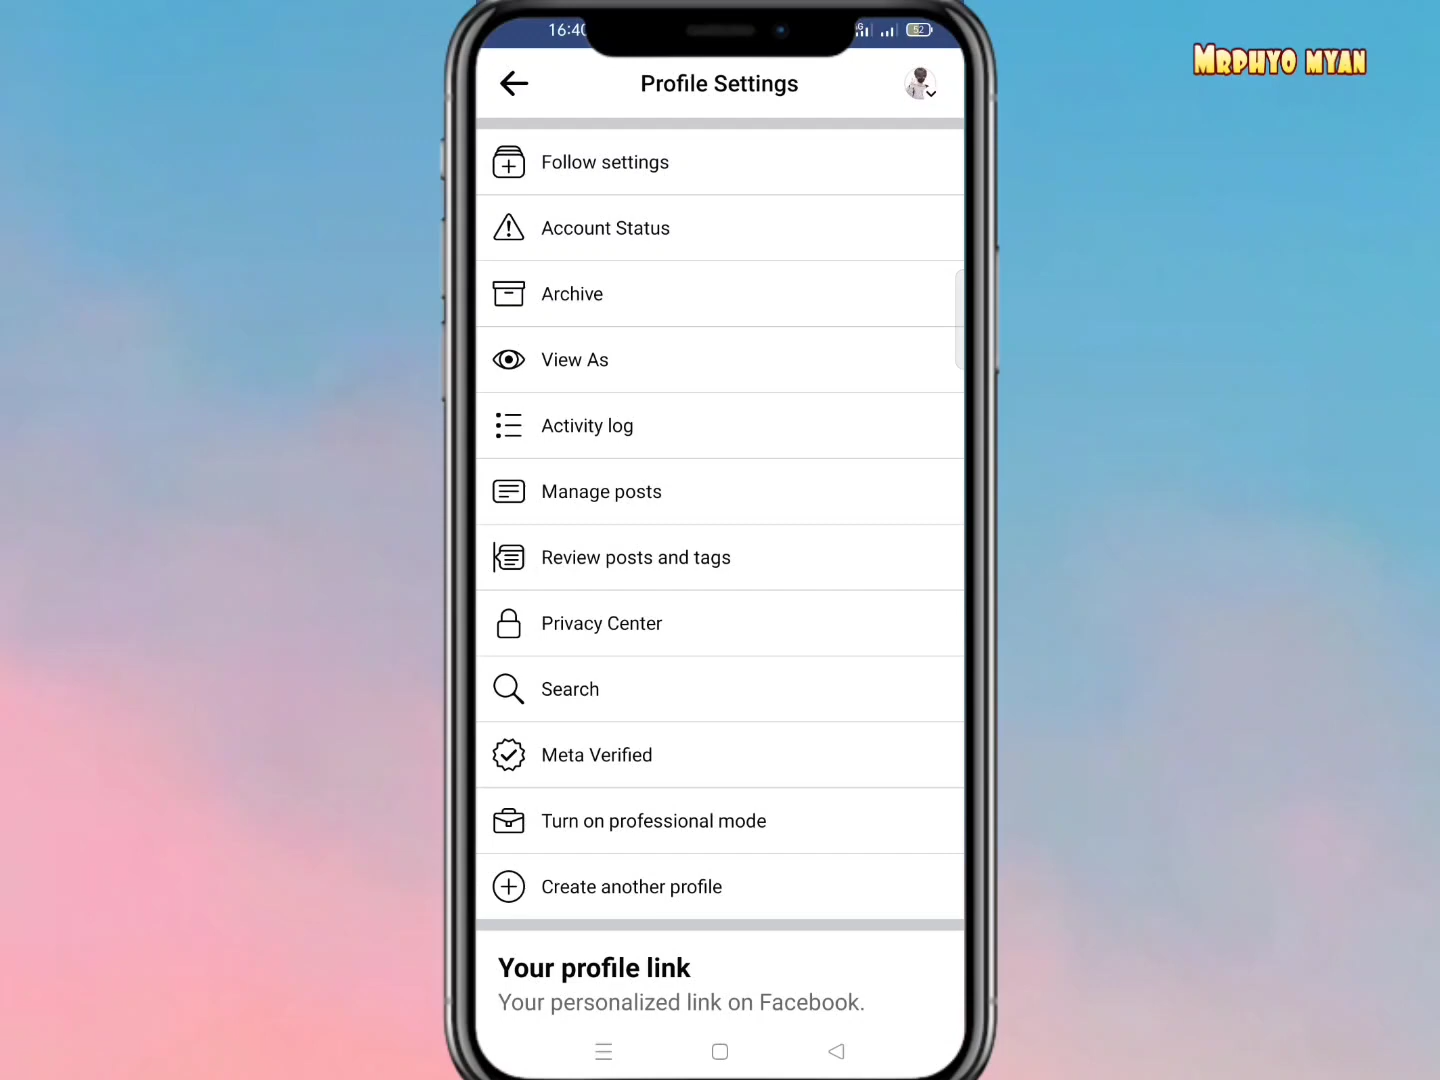 16:40
52
MRPHYO MYAN
Profile Settings
Follow settings
Account Status
Archive
View As
Activity log
Manage posts
Review posts and tags
Privacy Center
Search
Meta Verified
Turn on professional mode
Create another profile
Your profile link
Your personalized link on Facebook.